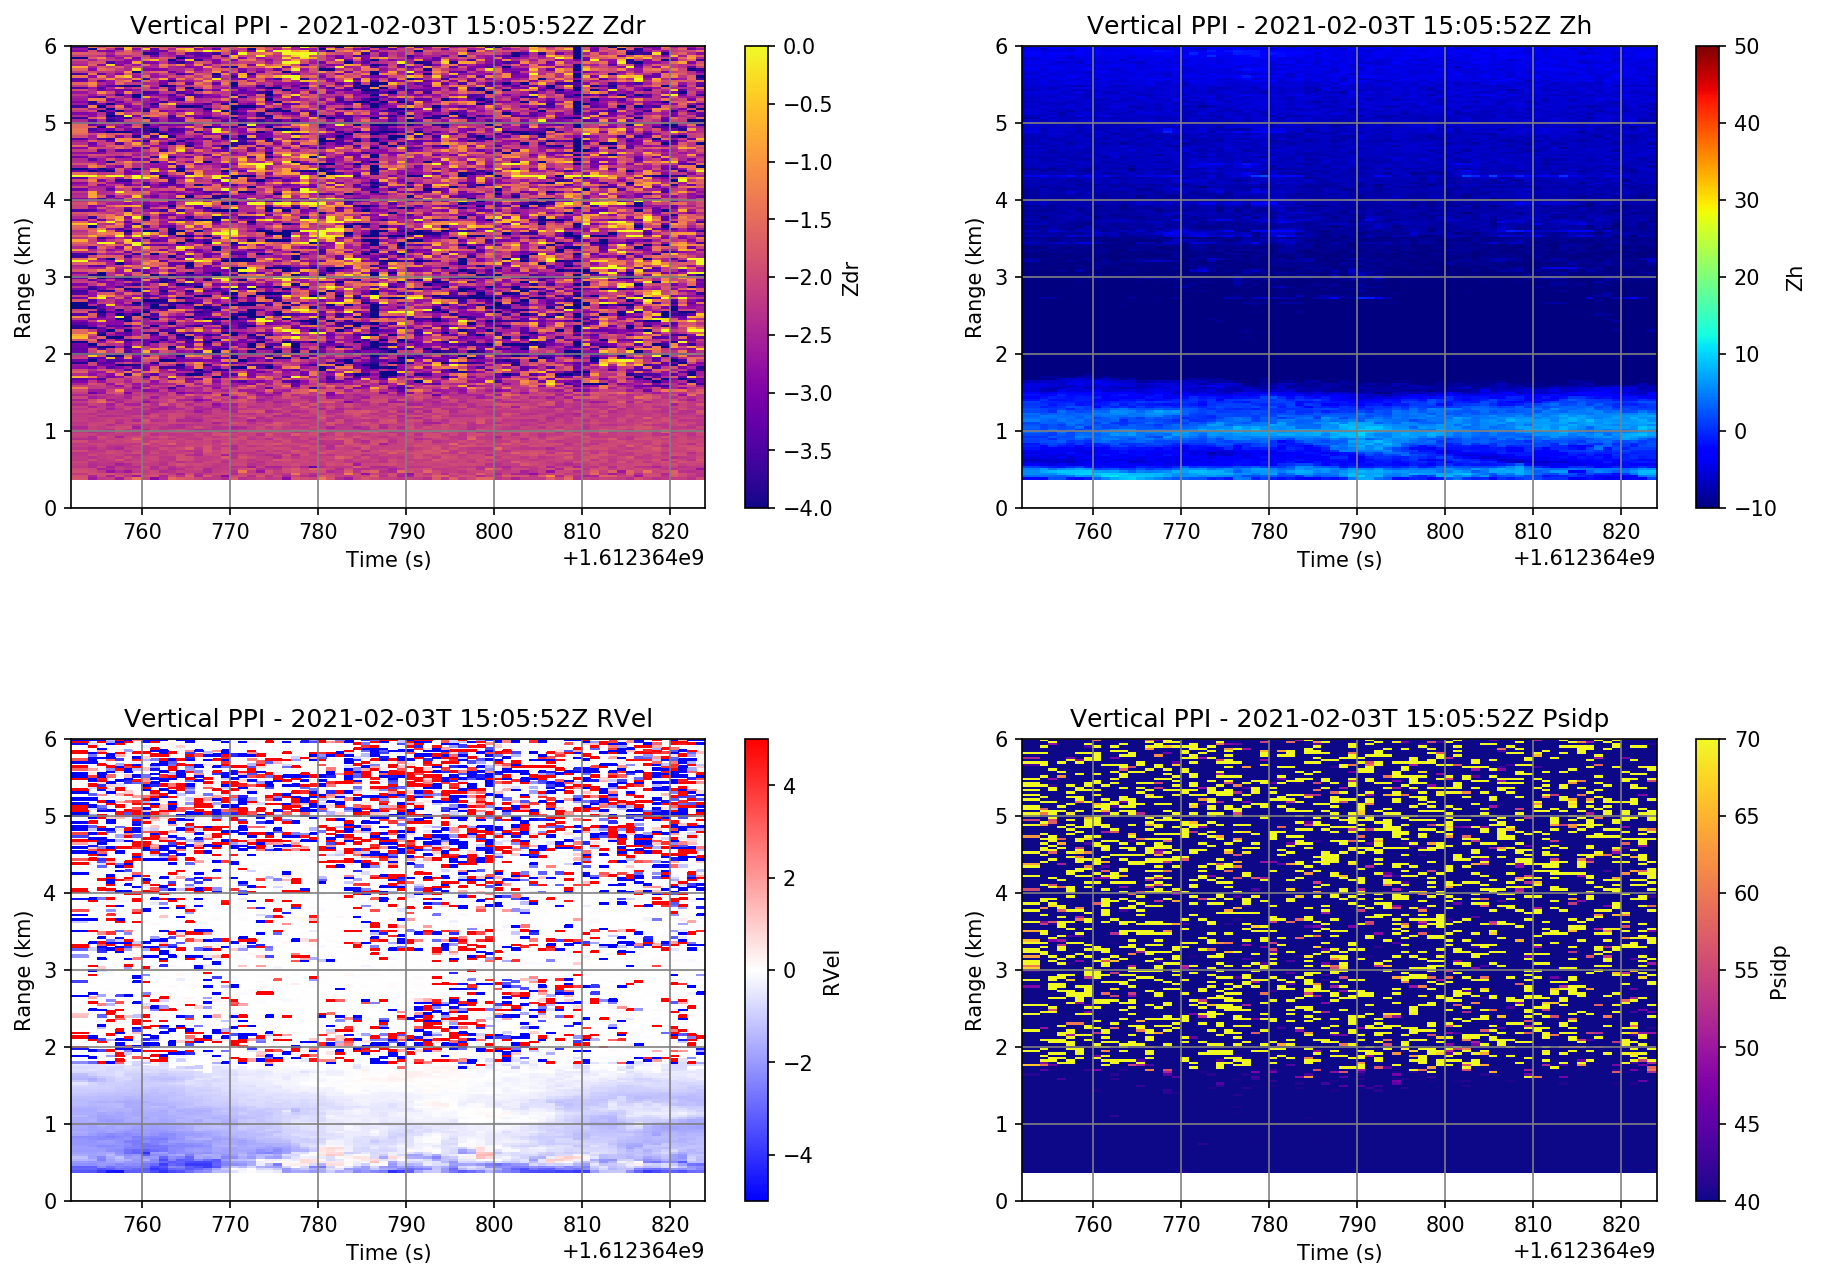 Vertical PPI - 2021-02-03T 15:05:52Z Zdr
6
5
4
3
2
1
0
Range (km)
760 770 780 790 800 810 820
Time (s)
+1.612364e9
0.0
−0.5
−1.0
−1.5
−2.0
−2.5
−3.0
−3.5
−4.0
Zdr
Vertical PPI - 2021-02-03T 15:05:52Z Zh
6
5
4
3
2
1
0
Range (km)
760 770 780 790 800 810 820
Time (s)
+1.612364e9
50
40
30
20
10
0
−10
Zh
Vertical PPI - 2021-02-03T 15:05:52Z RVel
6
5
4
3
2
1
0
Range (km)
760 770 780 790 800 810 820
Time (s)
+1.612364e9
4
2
0
−2
−4
RVel
Vertical PPI - 2021-02-03T 15:05:52Z Psidp
6
5
4
3
2
1
0
Range (km)
760 770 780 790 800 810 820
Time (s)
+1.612364e9
70
65
60
55
50
45
40
Psidp